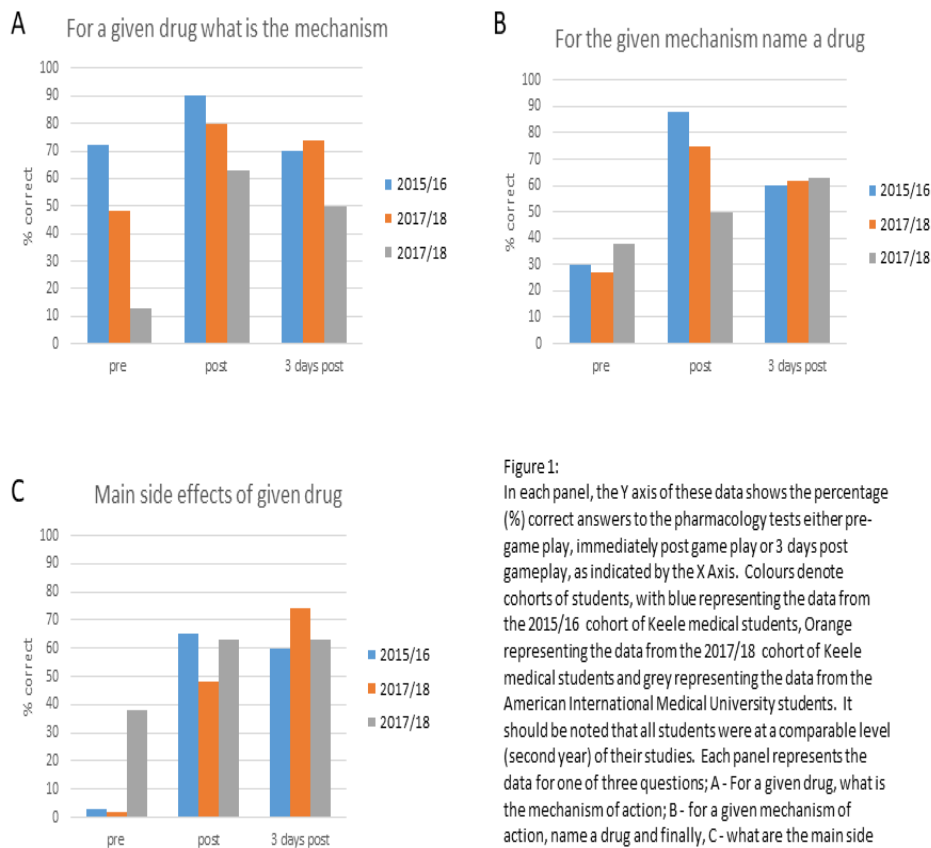 A
For a given drug what is the mechanism
100
90
80
70
60
50
40
30
20
10
0
% correct
pre
post
3 days post
2015/16
2017/18
2017/18
B
For the given mechanism name a drug
100
90
80
70
60
50
40
30
20
10
0
% correct
pre
post
3 days post
2015/16
2017/18
2017/18
C
Main side effects of given drug
100
90
80
70
60
50
40
30
20
10
0
% correct
pre
post
3 days post
2015/16
2017/18
2017/18
Figure 1:
In each panel, the Y axis of these data shows the percentage
(%) correct answers to the pharmacology tests either pre-
game play, immediately post game play or 3 days post
gameplay, as indicated by the X Axis. Colours denote
cohorts of students, with blue representing the data from
the 2015/16 cohort of Keele medical students, Orange
representing the data from the 2017/18 cohort of Keele
medical students and grey representing the data from the
American International Medical University students. It
should be noted that all students were at a comparable level
(second year) of their studies. Each panel represents the
data for one of three questions; A - For a given drug, what is
the mechanism of action; B - for a given mechanism of
action, name a drug and finally, C - what are the main side